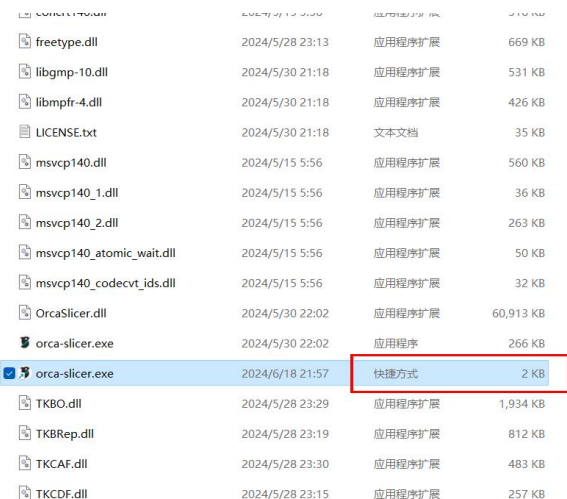 freetype.dll 2024/5/28 23:13 应用程序扩展 669 KB
libgmp-10.dll 2024/5/30 21:18 应用程序扩展 531 KB
libmpfr-4.dll 2024/5/30 21:18 应用程序扩展 426 KB
LICENSE.txt 2024/5/30 21:18 文本文档 35 KB
msvcp140.dll 2024/5/15 5:56 应用程序扩展 560 KB
msvcp140_1.dll 2024/5/15 5:56 应用程序扩展 36 KB
msvcp140_2.dll 2024/5/15 5:56 应用程序扩展 263 KB
msvcp140_atomic_wait.dll 2024/5/15 5:56 应用程序扩展 50 KB
msvcp140_codecvt_ids.dll 2024/5/15 5:56 应用程序扩展 32 KB
OrcaSlicer.dll 2024/5/30 22:02 应用程序扩展 60,913 KB
orca-slicer.exe 2024/5/30 22:02 应用程序 266 KB
orca-slicer.exe 2024/6/18 21:57 快捷方式 2 KB
TKBO.dll 2024/5/28 23:29 应用程序扩展 1,934 KB
TKBRep.dll 2024/5/28 23:19 应用程序扩展 812 KB
TKCAF.dll 2024/5/28 23:30 应用程序扩展 483 KB
TKCDF.dll 2024/5/28 23:15 应用程序扩展 257 KB